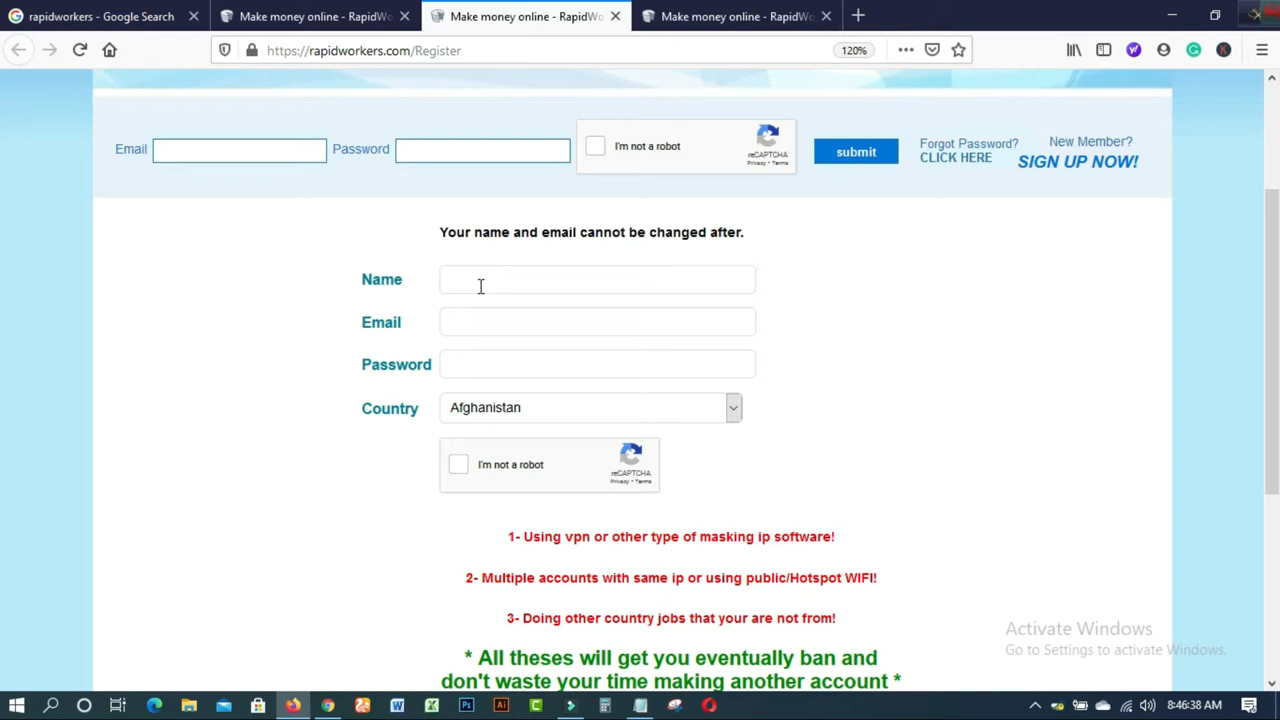 rapidworkers - Google Search
Make money online - RapidWo
Make money online - RapidWo
Make money online - RapidWo
https://rapidworkers.com/Register
120%
Email
Password
I'm not a robot
reCAPTCHA
Privacy - Terms
submit
Forgot Password?
CLICK HERE
New Member?
SIGN UP NOW!
Your name and email cannot be changed after.
Name
Email
Password
Country
Afghanistan
I'm not a robot
reCAPTCHA
Privacy - Terms
1- Using vpn or other type of masking ip software!
2- Multiple accounts with same ip or using public/Hotspot WIFI!
3- Doing other country jobs that your are not from!
* All theses will get you eventually ban and
don't waste your time making another account *
Activate Windows
Go to Settings to activate Windows.
8:46:38 AM